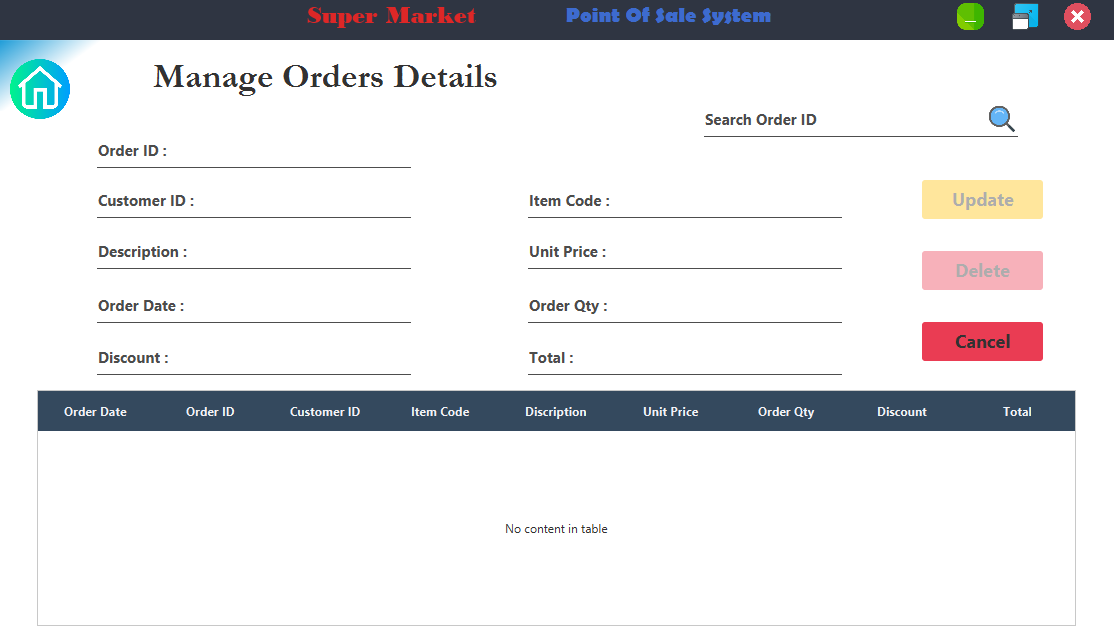 Super Market Point Of Sale System
Manage Orders Details
Search Order ID
Order ID :
Customer ID : Item Code :
Update
Description : Unit Price :
Delete
Order Date : Order Qty :
Cancel
Discount : Total :
Order Date Order ID Customer ID Item Code Discription Unit Price Order Qty Discount Total
No content in table